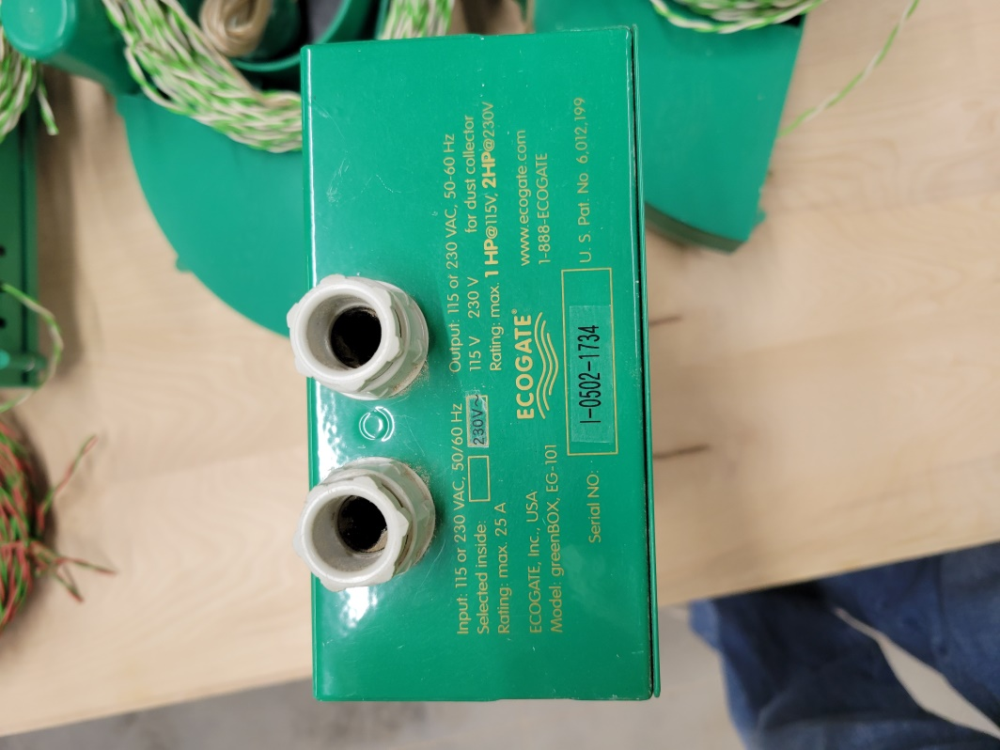 Input: 115 or 230 VAC, 50/60 Hz
Selected inside: 115 V 230 V
230V~
Rating: max. 25 A
Output: 115 or 230 VAC, 50-60 Hz
for dust collector
Rating: max. 1 HP@115V, 2HP@230V
ECOGATE, Inc., USA
Model: greenBOX, EG-101
ECOGATE®
www.ecogate.com
1-888-ECOGATE
Serial NO:
I-0502-1734
U. S. Pat. No. 6,012,199